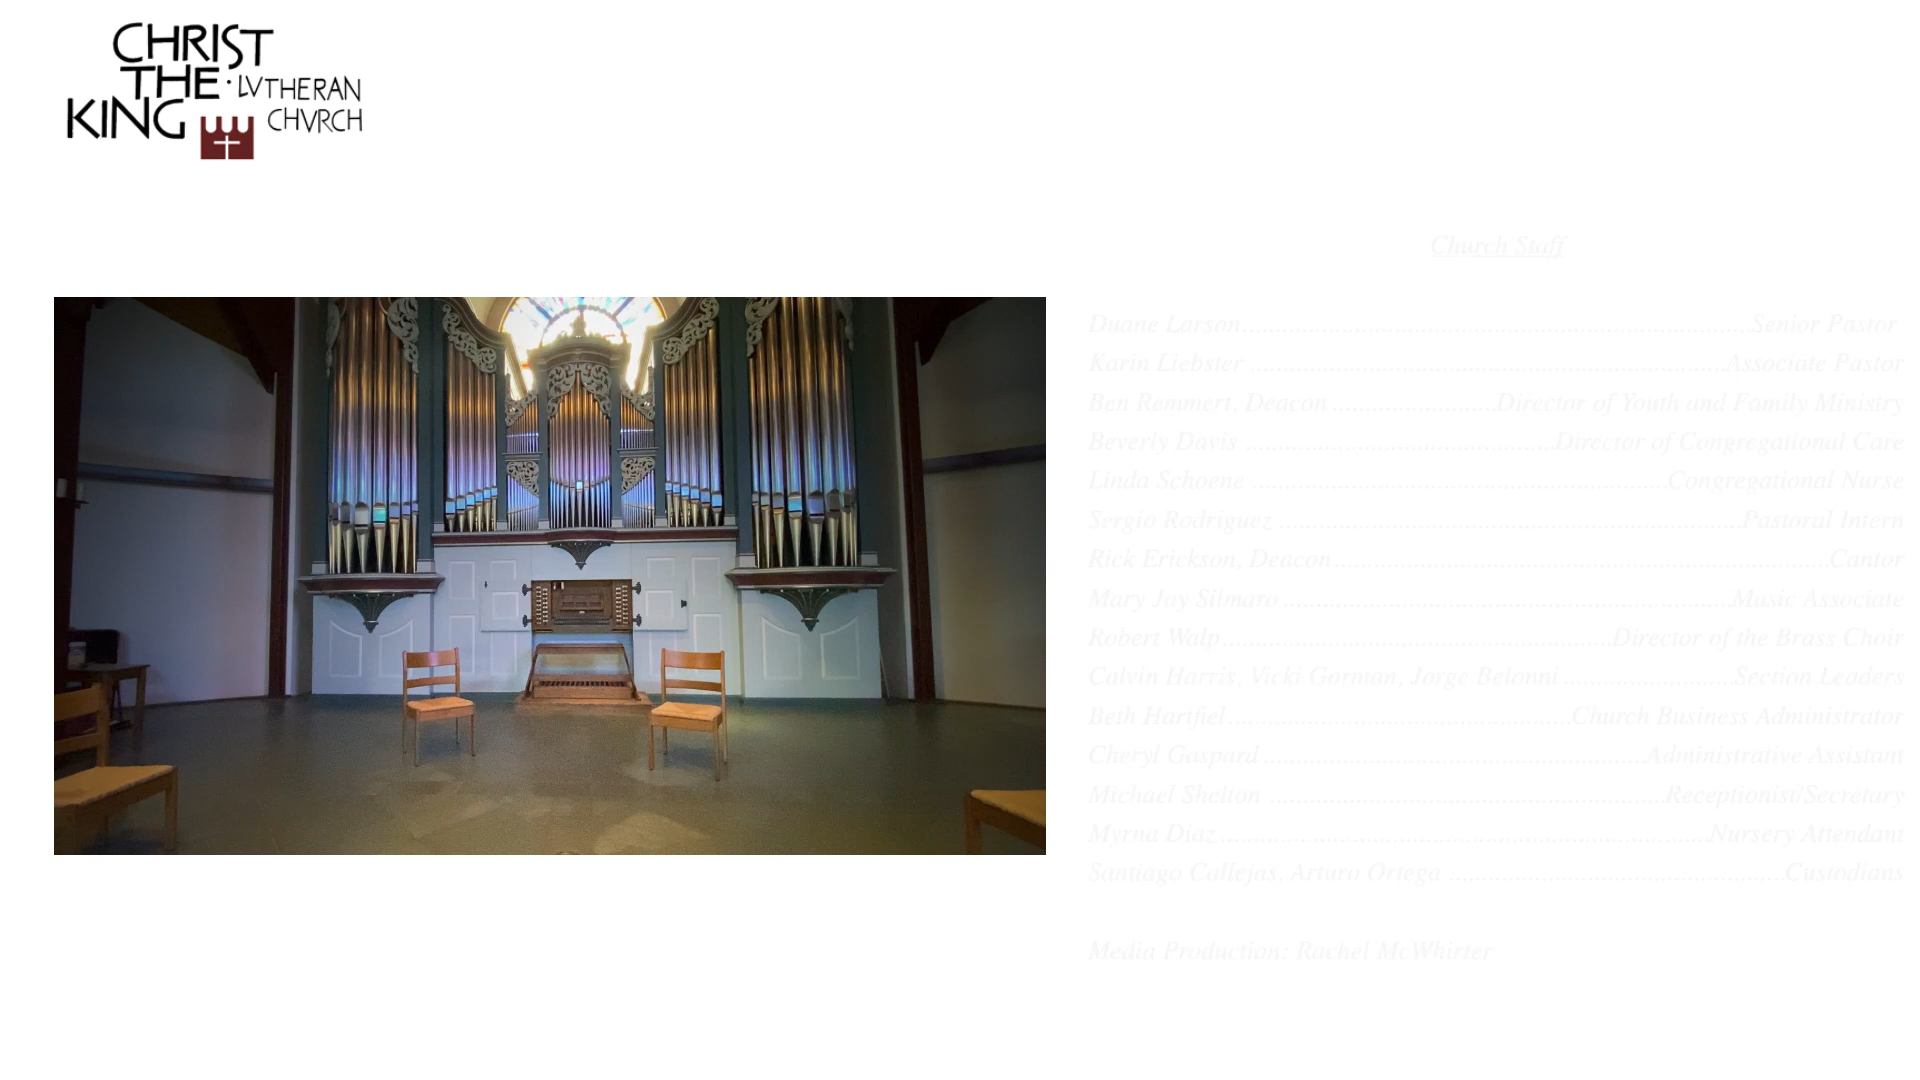 CHRIST
THE · LVTHERAN
KING CHVRCH
Church Staff
Duane Larson..............................................................................Senior Pastor
Karin Liebster .........................................................................Associate Pastor
Ben Remmert, Deacon .........................Director of Youth and Family Ministry
Beverly Davis ...............................................Director of Congregational Care
Linda Schoene ...............................................................Congregational Nurse
Sergio Rodriguez .......................................................................Pastoral Intern
Rick Erickson, Deacon...........................................................................Cantor
Mary Jay Silmaro ....................................................................Music Associate
Robert Walp...........................................................Director of the Brass Choir
Calvin Harris, Vicki Gorman, Jorge Belonni ..........................Section Leaders
Beth Hartfiel....................................................Church Business Administrator
Cheryl Gaspard ..........................................................Administrative Assistant
Michael Shelton ............................................................Receptionist/Secretary
Myrna Diaz ..........................................................................Nursery Attendant
Santiago Callejas, Arturo Ortega ...................................................Custodians
Media Production: Rachel McWhirter